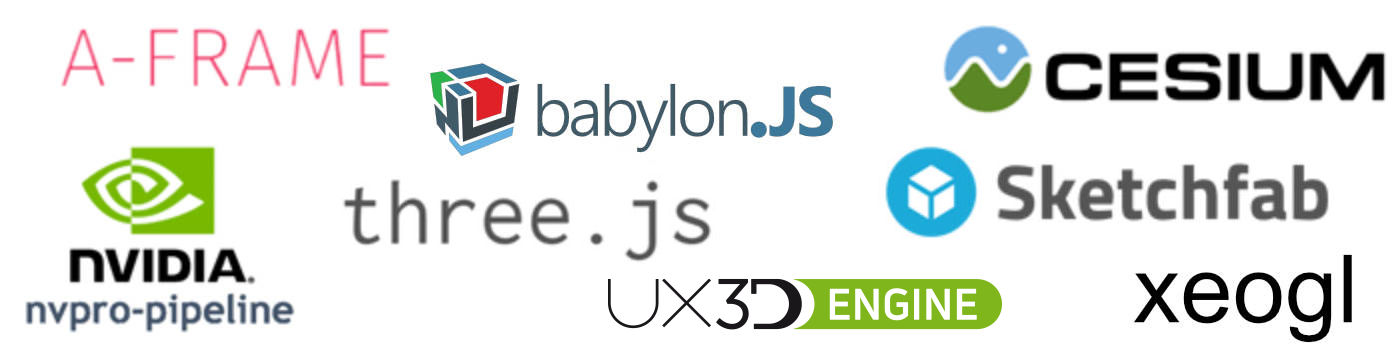 A-FRAME
babylon.JS
CESIUM
NVIDIA.
nvpro-pipeline
three.js
Sketchfab
UX3D ENGINE
xeogl